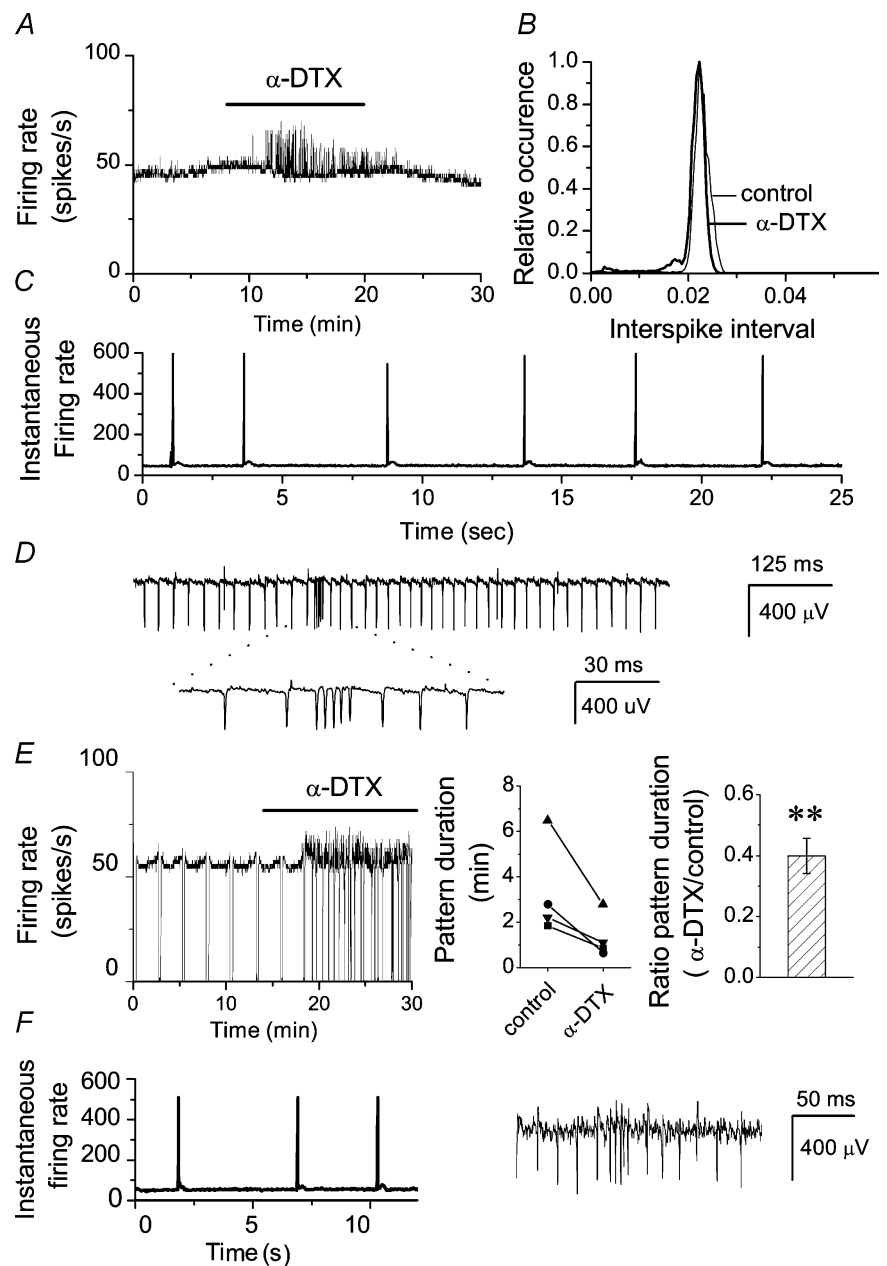 A
100
50
0
Firing rate
(spikes/s)
α-DTX
0 10 20 30
Time (min)
B
1.0
0.8
0.6
0.4
0.2
0.0
Relative occurence
control
α-DTX
0.00 0.02 0.04
Interspike interval
C
600
400
200
0
Instantaneous
Firing rate
0 5 10 15 20 25
Time (sec)
D
125 ms
400 μV
30 ms
400 uV
E
100
50
0
Firing rate
(spikes/s)
α-DTX
0 10 20 30
Time (min)
8
6
4
2
0
Pattern duration
(min)
control
α-DTX
0.6
0.4
0.2
0.0
Ratio pattern duration
( α-DTX/control)
**
F
600
400
200
0
Instantaneous
firing rate
0 5 10
Time (s)
50 ms
400 μV